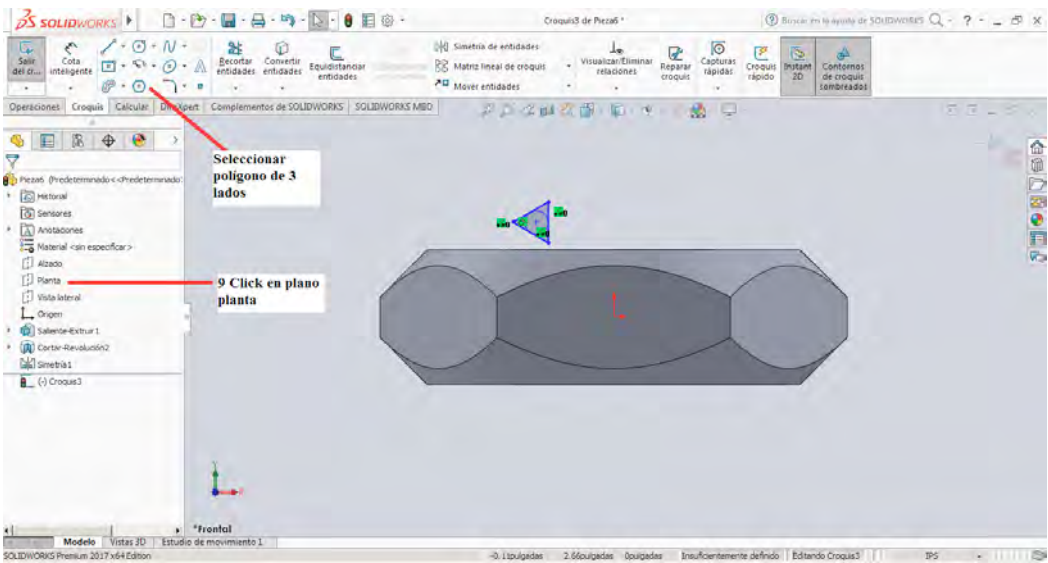 SOLIDWORKS
Croquis3 de Pieza6 *
Buscar en la ayuda de SOLIDWORKS
Salir del cr...
Cota inteligente
Recortar entidades
Convertir entidades
Equidistanciar entidades
Simetría de entidades
Matriz lineal de croquis
Mover entidades
Visualizar/Eliminar relaciones
Reparar croquis
Capturas rápidas
Croquis rápido
Instant 2D
Contornos de croquis sombreados
Operaciones Croquis Calcular DimXpert Complementos de SOLIDWORKS SOLIDWORKS MBD
Seleccionar
polígono de 3
lados
Pieza6 (Predeterminado<<Predeterminado
Historial
Sensores
Anotaciones
Material <sin especificar>
Alzado
Planta
Vista lateral
Origen
Saliente-Extruir1
Cortar-Revolución2
Simetría1
(-) Croquis3
9 Click en plano
planta
Y
X
*Frontal
Modelo Vistas 3D Estudio de movimiento 1
SOLIDWORKS Premium 2017 x64 Edition
2.66pulgadas 0pulgadas Insuficientemente definido Editando Croquis3 IPS